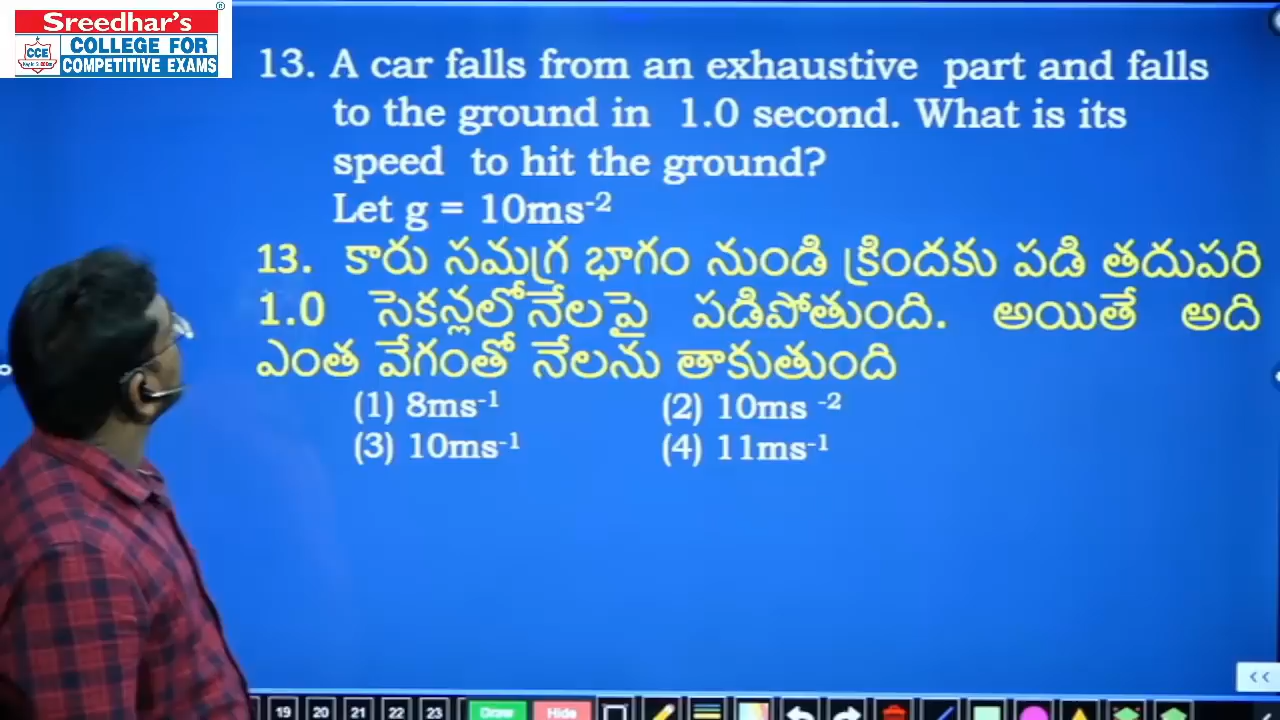 Sreedhar's
CCE
COLLEGE FOR
COMPETITIVE EXAMS
13. A car falls from an exhaustive part and falls
to the ground in 1.0 second. What is its
speed to hit the ground?
Let g = 10ms⁻²
13. కారు సమగ్ర భాగం నుండి క్రిందకు పడి తదుపరి
1.0 సెకన్లలో నేలపై పడిపోతుంది. అయితే అది
ఎంత వేగంతో నేలను తాకుతుంది
(1) 8ms⁻¹ (2) 10ms ⁻²
(3) 10ms⁻¹ (4) 11ms⁻¹
<<
19 20 21 22 23 Draw Hide